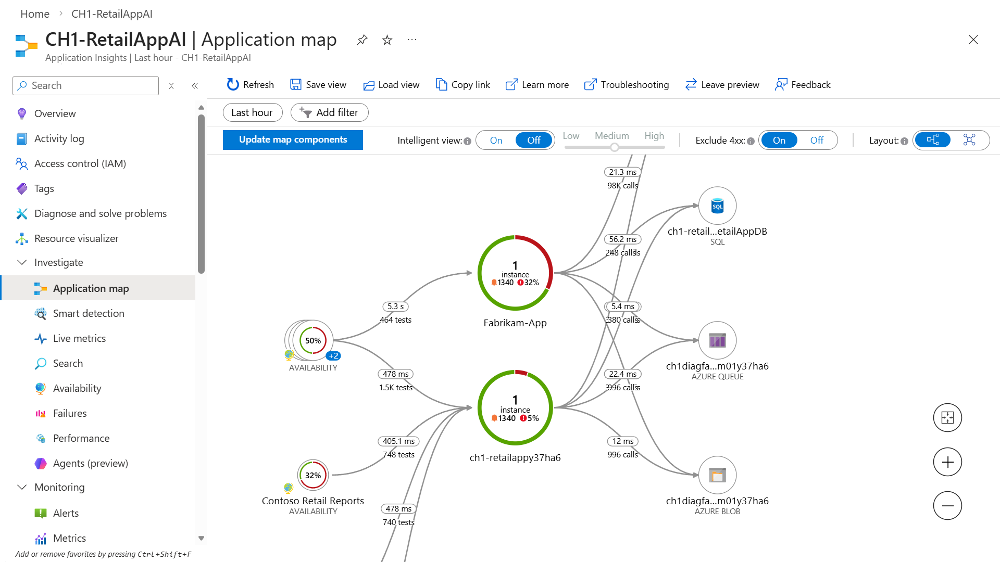 Home > CH1-RetailAppAI
CH1-RetailAppAI | Application map
Application Insights | Last hour - CH1-RetailAppAI
Search
Overview
Activity log
Access control (IAM)
Tags
Diagnose and solve problems
Resource visualizer
Investigate
Application map
Smart detection
Live metrics
Search
Availability
Failures
Performance
Agents (preview)
Monitoring
Alerts
Metrics
Add or remove favorites by pressing Ctrl+Shift+F
Refresh Save view Load view Copy link Learn more Troubleshooting Leave preview Feedback
Last hour Add filter
Update map components Intelligent view: On Off Low Medium High Exclude 4xx: On Off Layout:
21.3 ms
98K calls
SQL
ch1-retail...etailAppDB
SQL
56.2 ms
248 calls
1
instance
1340 32%
Fabrikam-App
5.3 s
464 tests
5.4 ms
380 calls
50%
+2
AVAILABILITY
ch1diagfa...m01y37ha6
AZURE QUEUE
478 ms
1.5K tests
22.4 ms
996 calls
1
instance
1340 5%
ch1-retailappy37ha6
405.1 ms
748 tests
12 ms
996 calls
32%
Contoso Retail Reports
AVAILABILITY
ch1diagfa...m01y37ha6
AZURE BLOB
478 ms
740 tests